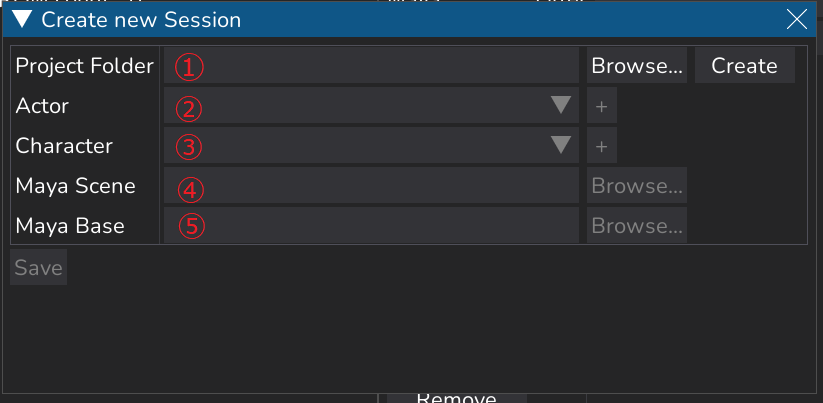 Create new Session
Project Folder ① Browse... Create
Actor ② +
Character ③ +
Maya Scene ④ Browse...
Maya Base ⑤ Browse...
Save
Remove